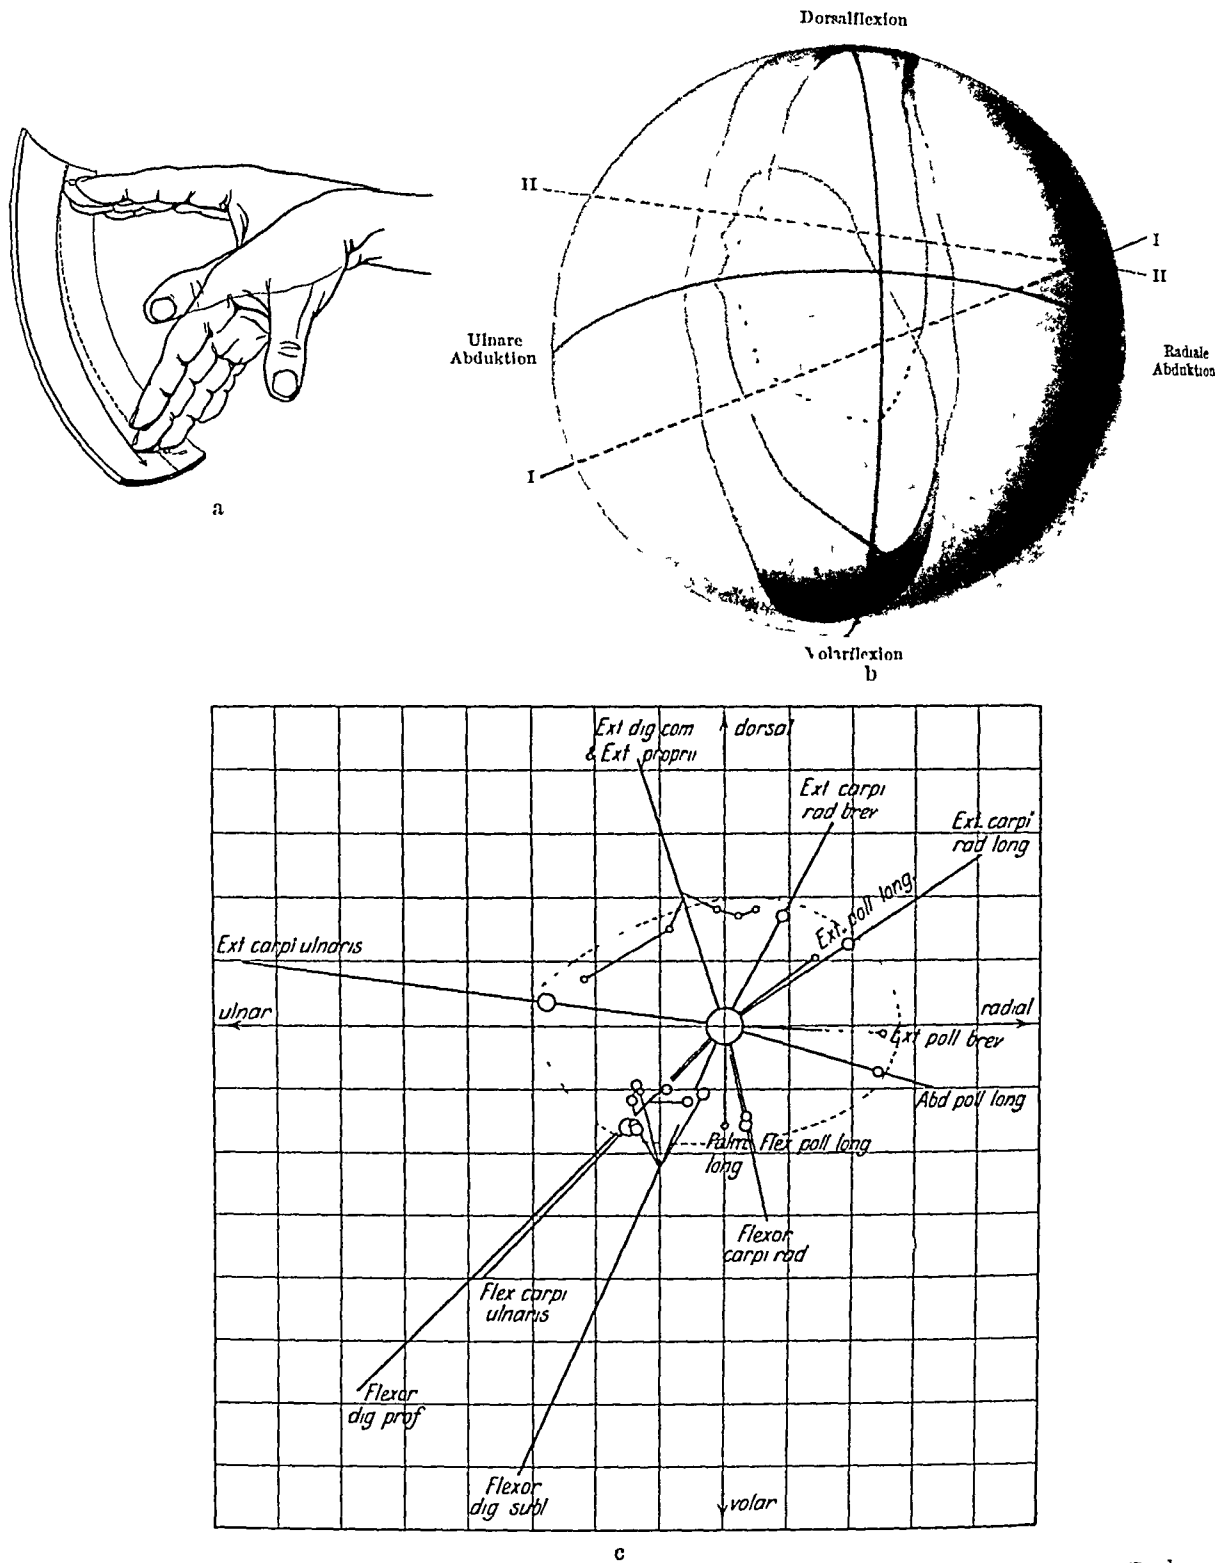 Dorsalflexion
II
I
II
Ulnare
Abduktion
Radiale
Abduktion
I
a
Volarflexion
b
Ext dig com
& Ext proprii
dorsal
Ext carpi
rad brev
Ext. carpi
rad long
Ext. poll long.
Ext carpi ulnaris
ulnar
radial
Ext poll brev
Abd poll long
Palm
long
Flex poll long
Flexor
carpi rad
Flex carpi
ulnaris
Flexor
dig prof
Flexor
dig subl
volar
c